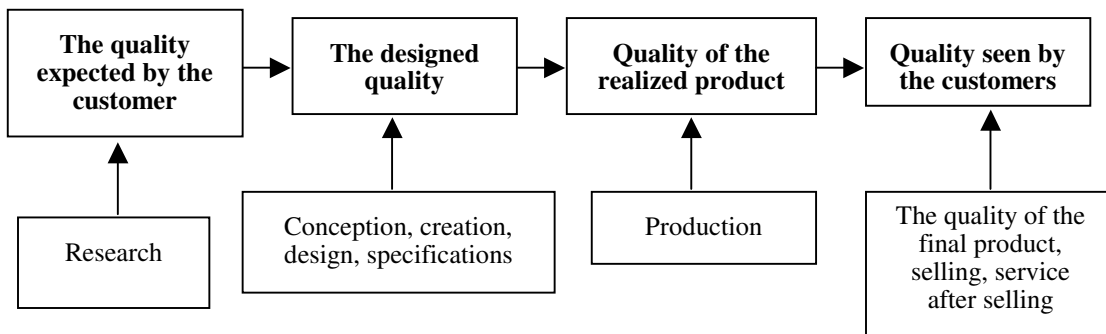 The quality
expected by the
customer
The designed
quality
Quality of the
realized product
Quality seen by
the customers
Research
Conception, creation,
design, specifications
Production
The quality of the
final product,
selling, service
after selling